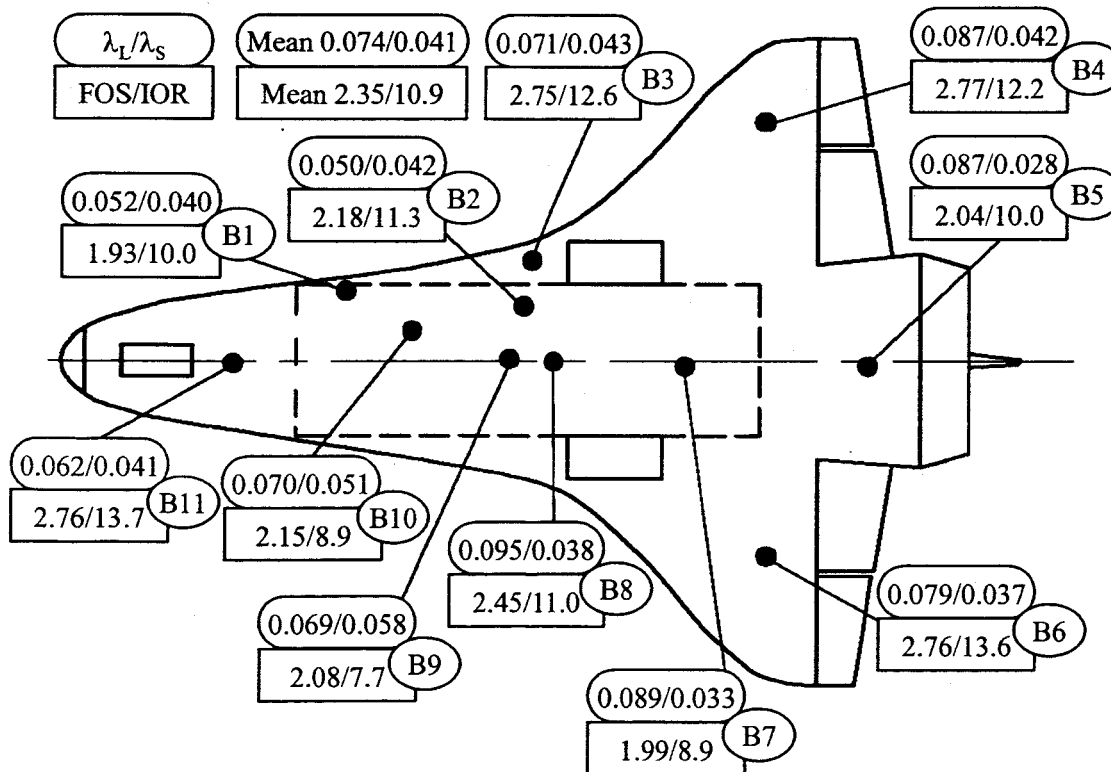 λL/λS
FOS/IOR
Mean 0.074/0.041
Mean 2.35/10.9
0.071/0.043
2.75/12.6
B3
0.087/0.042
2.77/12.2
B4
0.050/0.042
2.18/11.3
B2
0.087/0.028
2.04/10.0
B5
0.052/0.040
1.93/10.0
B1
0.062/0.041
2.76/13.7
B11
0.070/0.051
2.15/8.9
B10
0.095/0.038
2.45/11.0
B8
0.079/0.037
2.76/13.6
B6
0.069/0.058
2.08/7.7
B9
0.089/0.033
1.99/8.9
B7